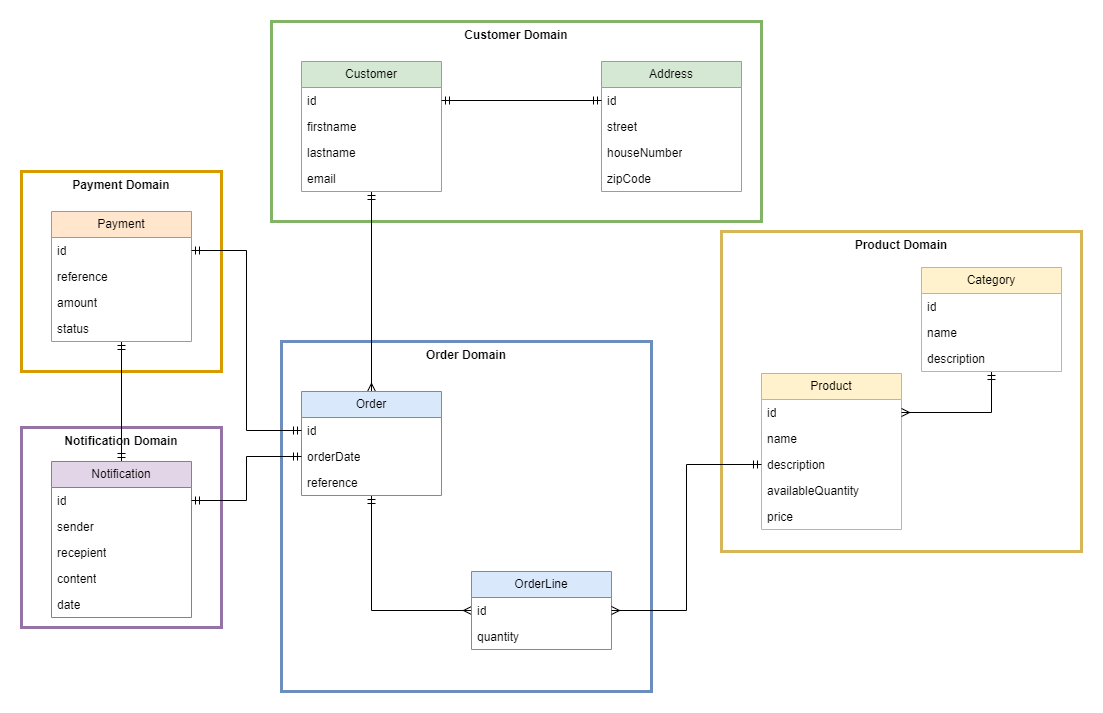 Customer Domain
Customer
id
firstname
lastname
email
Address
id
street
houseNumber
zipCode
Payment Domain
Payment
id
reference
amount
status
Product Domain
Category
id
name
description
Product
id
name
description
availableQuantity
price
Order Domain
Order
id
orderDate
reference
OrderLine
id
quantity
Notification Domain
Notification
id
sender
recepient
content
date